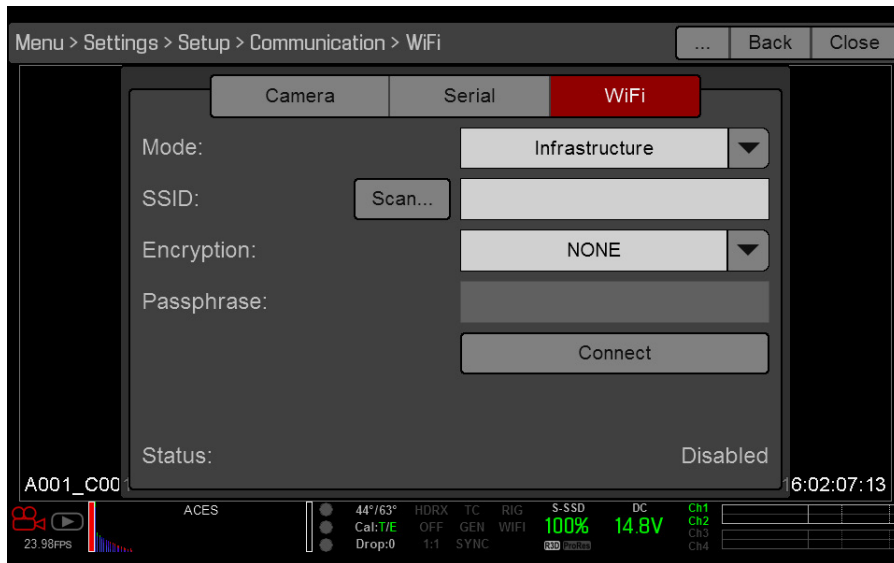 Menu > Settings > Setup > Communication > WiFi
... Back Close
Camera Serial WiFi
Mode: Infrastructure
SSID: Scan...
Encryption: NONE
Passphrase:
Connect
Status: Disabled
A001_C00 6:02:07:13
ACES 44°/63° HDRX TC RIG S-SSD DC Ch1
Cal:T/E OFF GEN WIFI 100% 14.8V Ch2
23.98FPS Drop:0 1:1 SYNC R3D ProRes Ch3
Ch4